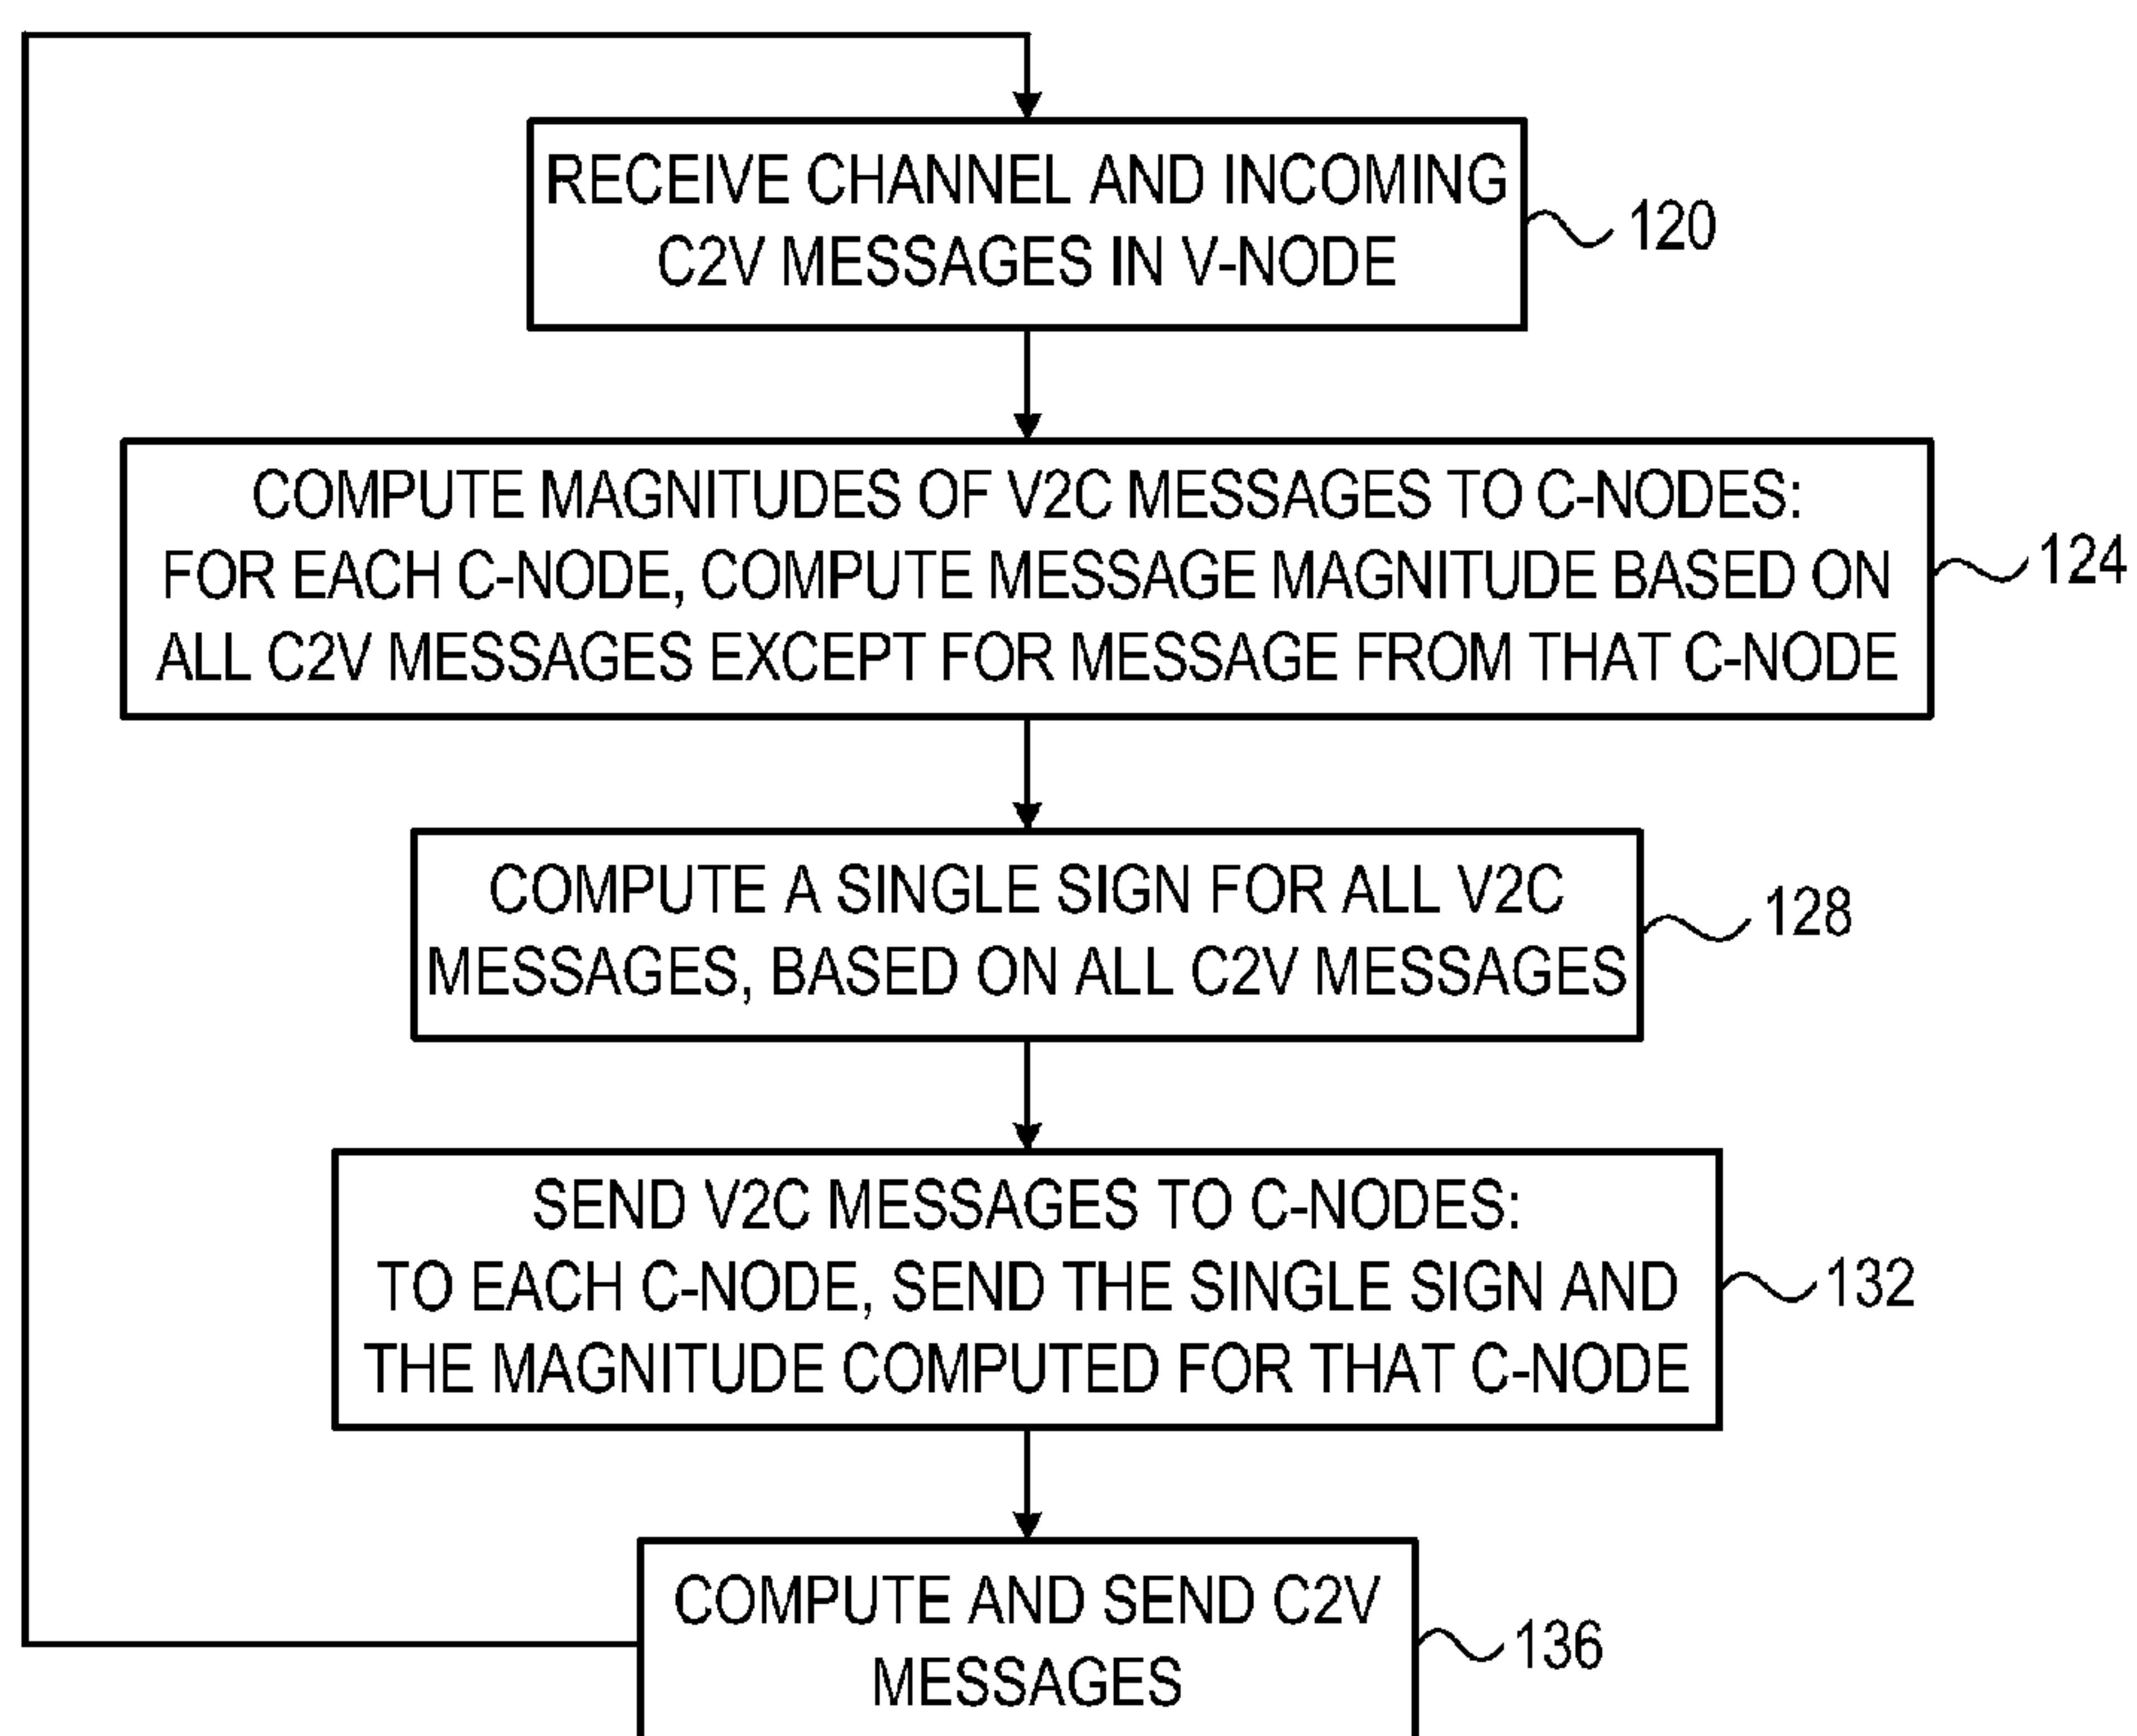 RECEIVE CHANNEL AND INCOMING
C2V MESSAGES IN V-NODE
120
COMPUTE MAGNITUDES OF V2C MESSAGES TO C-NODES:
FOR EACH C-NODE, COMPUTE MESSAGE MAGNITUDE BASED ON
ALL C2V MESSAGES EXCEPT FOR MESSAGE FROM THAT C-NODE
124
COMPUTE A SINGLE SIGN FOR ALL V2C
MESSAGES, BASED ON ALL C2V MESSAGES
128
SEND V2C MESSAGES TO C-NODES:
TO EACH C-NODE, SEND THE SINGLE SIGN AND
THE MAGNITUDE COMPUTED FOR THAT C-NODE
132
COMPUTE AND SEND C2V
MESSAGES
136